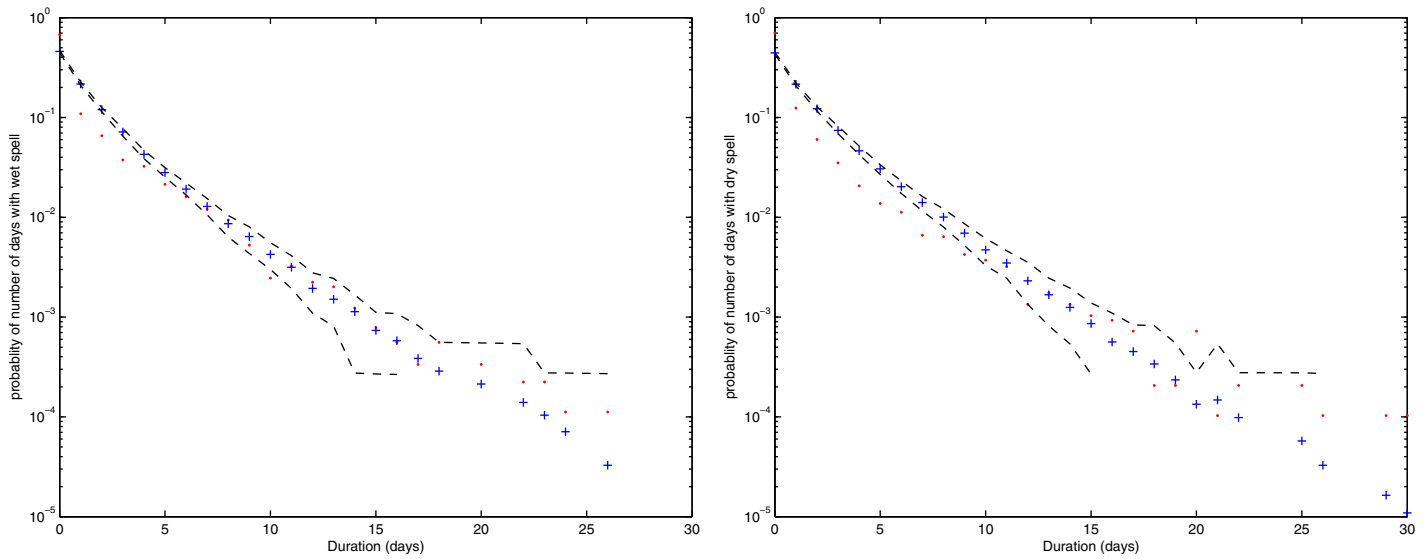 10^0
10^-1
10^-2
10^-3
10^-4
10^-5
probablity of number of days with wet spell
0 5 10 15 20 25 30
Duration (days)
10^0
10^-1
10^-2
10^-3
10^-4
10^-5
probablity of number of days with dry spell
0 5 10 15 20 25 30
Duration (days)